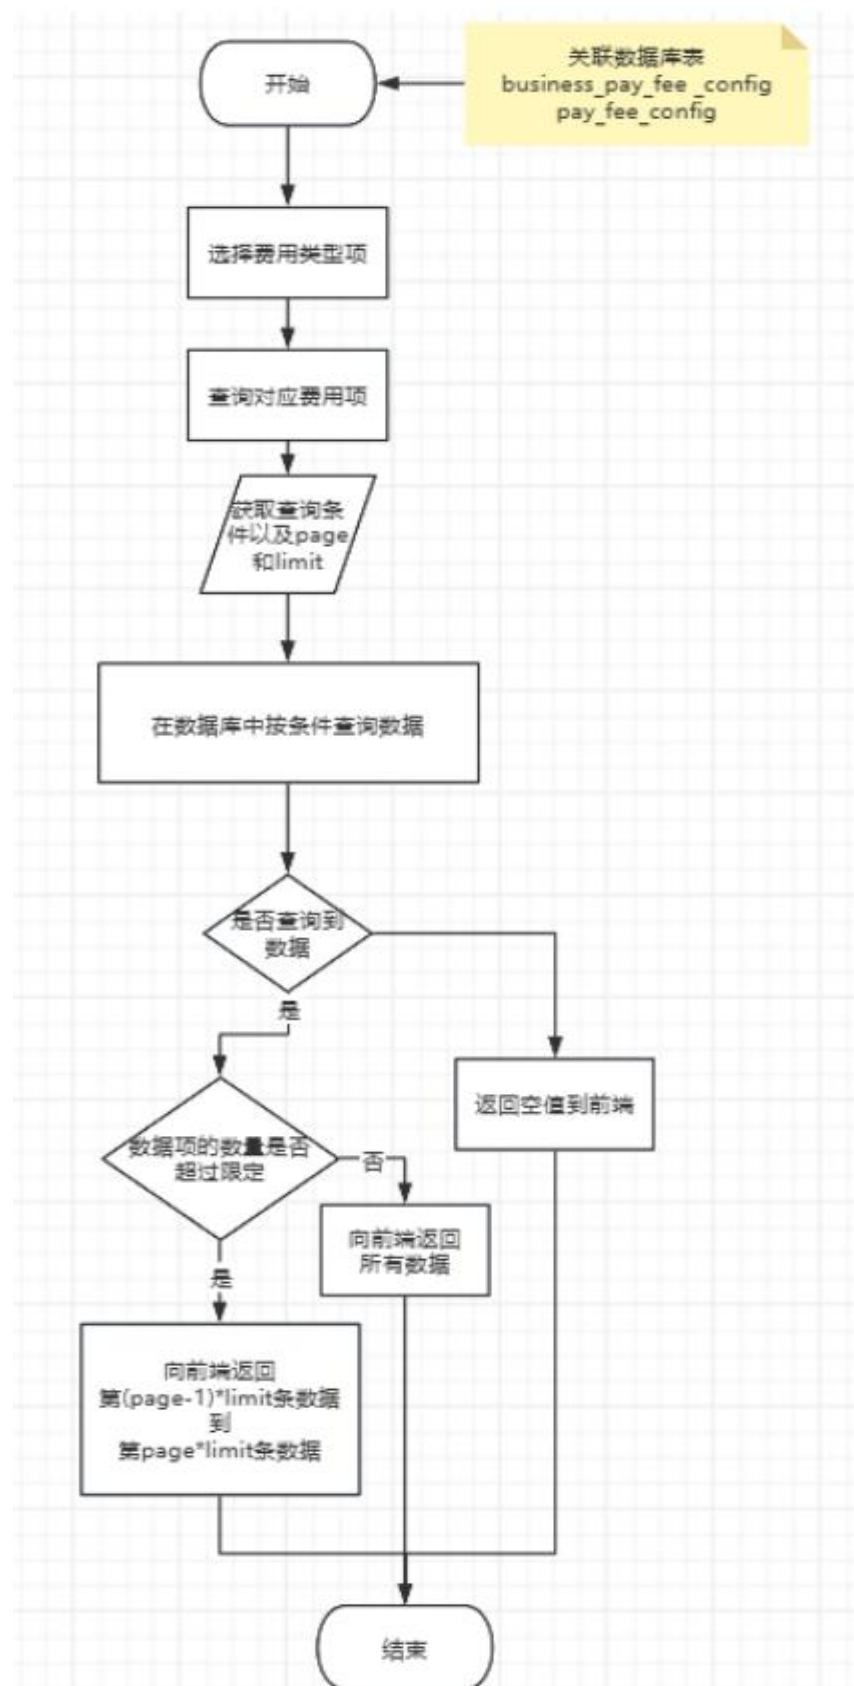 开始
关联数据库表
business_pay_fee _config
pay_fee_config
选择费用类型项
查询对应费用项
获取查询条
件以及page
和limit
在数据库中按条件查询数据
是否查询到
数据
是
返回空值到前端
数据项的数量是否
超过限定
否
向前端返回
所有数据
是
向前端返回
第(page-1)*limit条数据
到
第page*limit条数据
结束